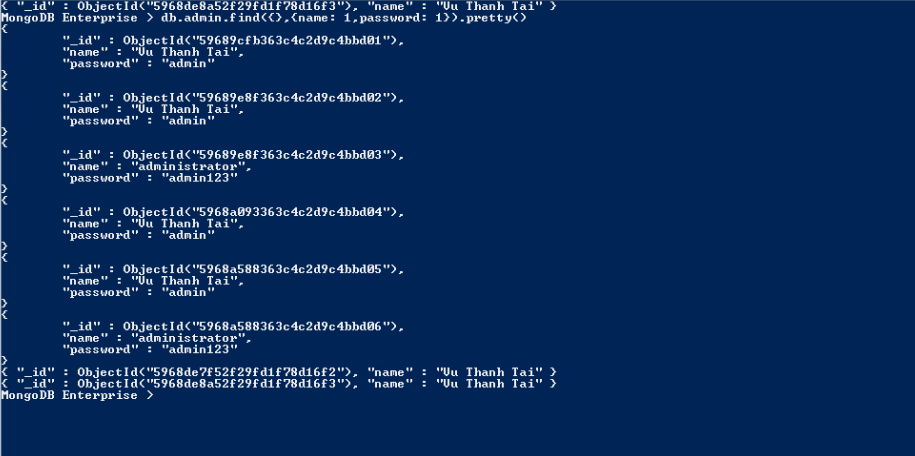 { "_id" : ObjectId("5968de8a52f29fd1f78d16f3"), "name" : "Vu Thanh Tai" }
MongoDB Enterprise > db.admin.find({},{name: 1,password: 1}).pretty()
{
"_id" : ObjectId("59689cfb363c4c2d9c4bbd01"),
"name" : "Vu Thanh Tai",
"password" : "admin"
}
{
"_id" : ObjectId("59689e8f363c4c2d9c4bbd02"),
"name" : "Vu Thanh Tai",
"password" : "admin"
}
{
"_id" : ObjectId("59689e8f363c4c2d9c4bbd03"),
"name" : "administrator",
"password" : "admin123"
}
{
"_id" : ObjectId("5968a093363c4c2d9c4bbd04"),
"name" : "Vu Thanh Tai",
"password" : "admin"
}
{
"_id" : ObjectId("5968a588363c4c2d9c4bbd05"),
"name" : "Vu Thanh Tai",
"password" : "admin"
}
{
"_id" : ObjectId("5968a588363c4c2d9c4bbd06"),
"name" : "administrator",
"password" : "admin123"
}
{ "_id" : ObjectId("5968de7f52f29fd1f78d16f2"), "name" : "Vu Thanh Tai" }
{ "_id" : ObjectId("5968de8a52f29fd1f78d16f3"), "name" : "Vu Thanh Tai" }
MongoDB Enterprise >